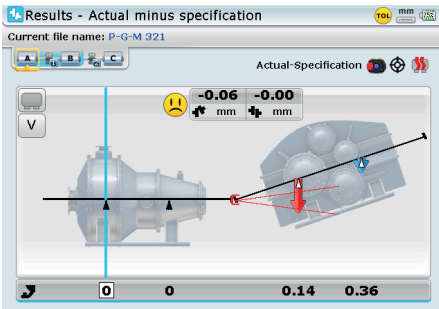 Results - Actual minus specification
TOL mm
Current file name: P-G-M 321
A B C
Actual-Specification
-0.06 -0.00
mm mm
V
0 0 0.14 0.36